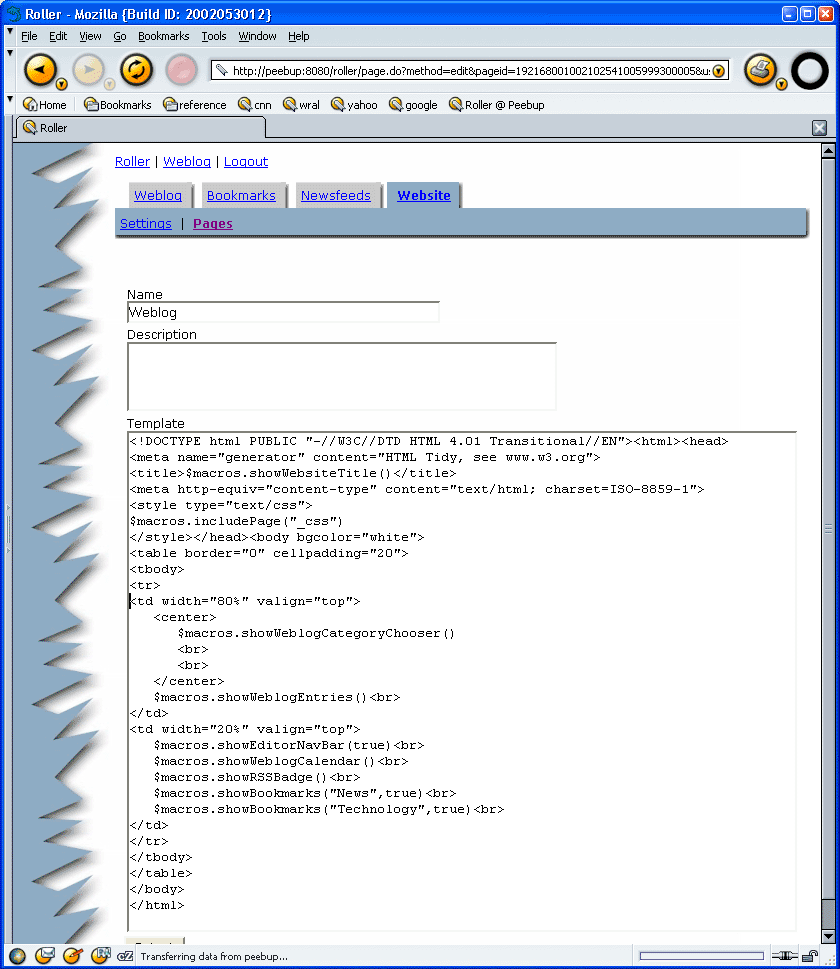 Roller - Mozilla {Build ID: 2002053012}
File Edit View Go Bookmarks Tools Window Help
http://peebup:8080/roller/page.do?method=edit&pageid=1921680010021025410059993000005&u:
Home Bookmarks reference cnn wral yahoo google Roller @ Peebup
Roller
Roller | Weblog | Logout
Weblog Bookmarks Newsfeeds Website
Settings | Pages
Name
Weblog
Description
Template
<!DOCTYPE html PUBLIC "-//W3C//DTD HTML 4.01 Transitional//EN"><html><head>
<meta name="generator" content="HTML Tidy, see www.w3.org">
<title>$macros.showWebsiteTitle()</title>
<meta http-equiv="content-type" content="text/html; charset=ISO-8859-1">
<style type="text/css">
$macros.includePage("_css")
</style></head><body bgcolor="white">
<table border="0" cellpadding="20">
<tbody>
<tr>
<td width="80%" valign="top">
<center>
$macros.showWeblogCategoryChooser()
<br>
<br>
</center>
$macros.showWeblogEntries()<br>
</td>
<td width="20%" valign="top">
$macros.showEditorNavBar(true)<br>
$macros.showWeblogCalendar()<br>
$macros.showRSSBadge()<br>
$macros.showBookmarks("News",true)<br>
$macros.showBookmarks("Technology",true)<br>
</td>
</tr>
</tbody>
</table>
</body>
</html>
Transferring data from peebup...